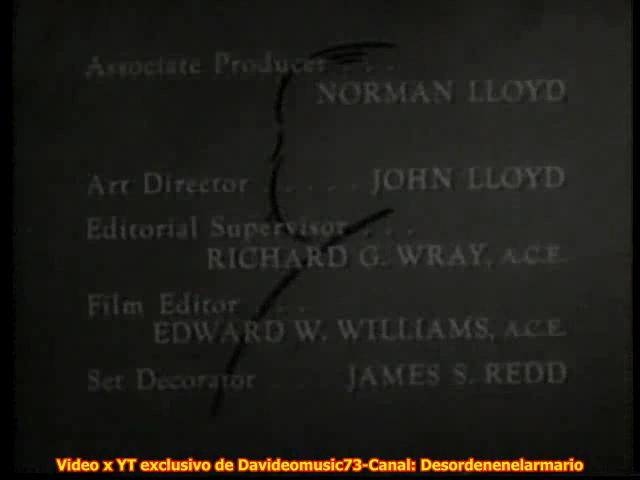 Associate Producer . . .
NORMAN LLOYD
Art Director . . . . . . JOHN LLOYD
Editorial Supervisor . . .
RICHARD G. WRAY, A.C.E.
Film Editor . . . .
EDWARD W. WILLIAMS, A.C.E.
Set Decorator . . JAMES S. REDD
Video x YT exclusivo de Davideomusic73-Canal: Desordenenelarmario